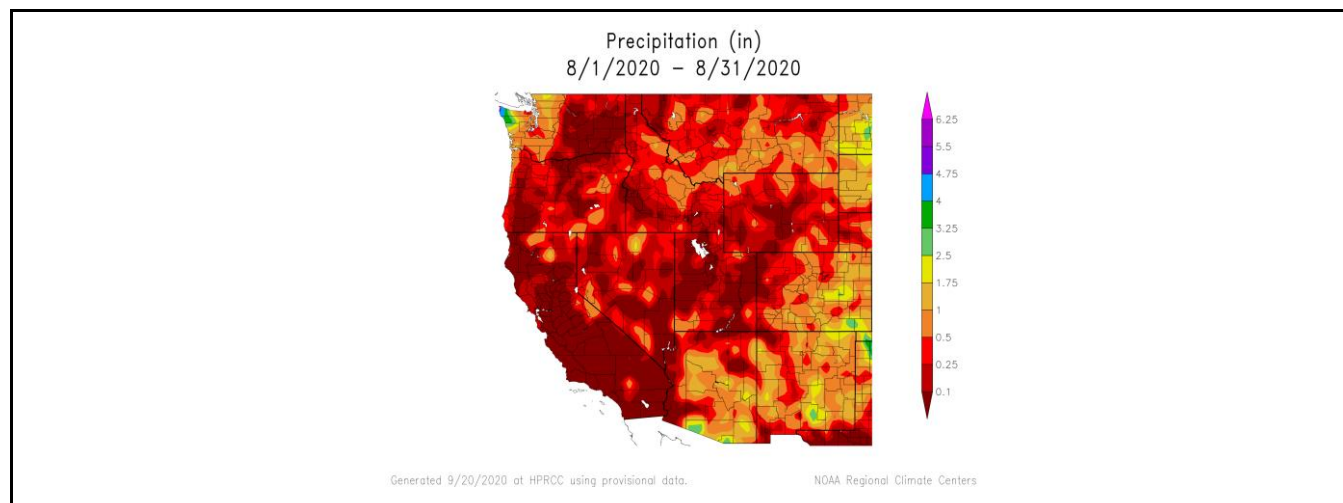 Precipitation (in)
8/1/2020 – 8/31/2020
6.25
5.5
4.75
4
3.25
2.5
1.75
1
0.5
0.25
0.1
Generated 9/20/2020 at HPRCC using provisional data.
NOAA Regional Climate Centers